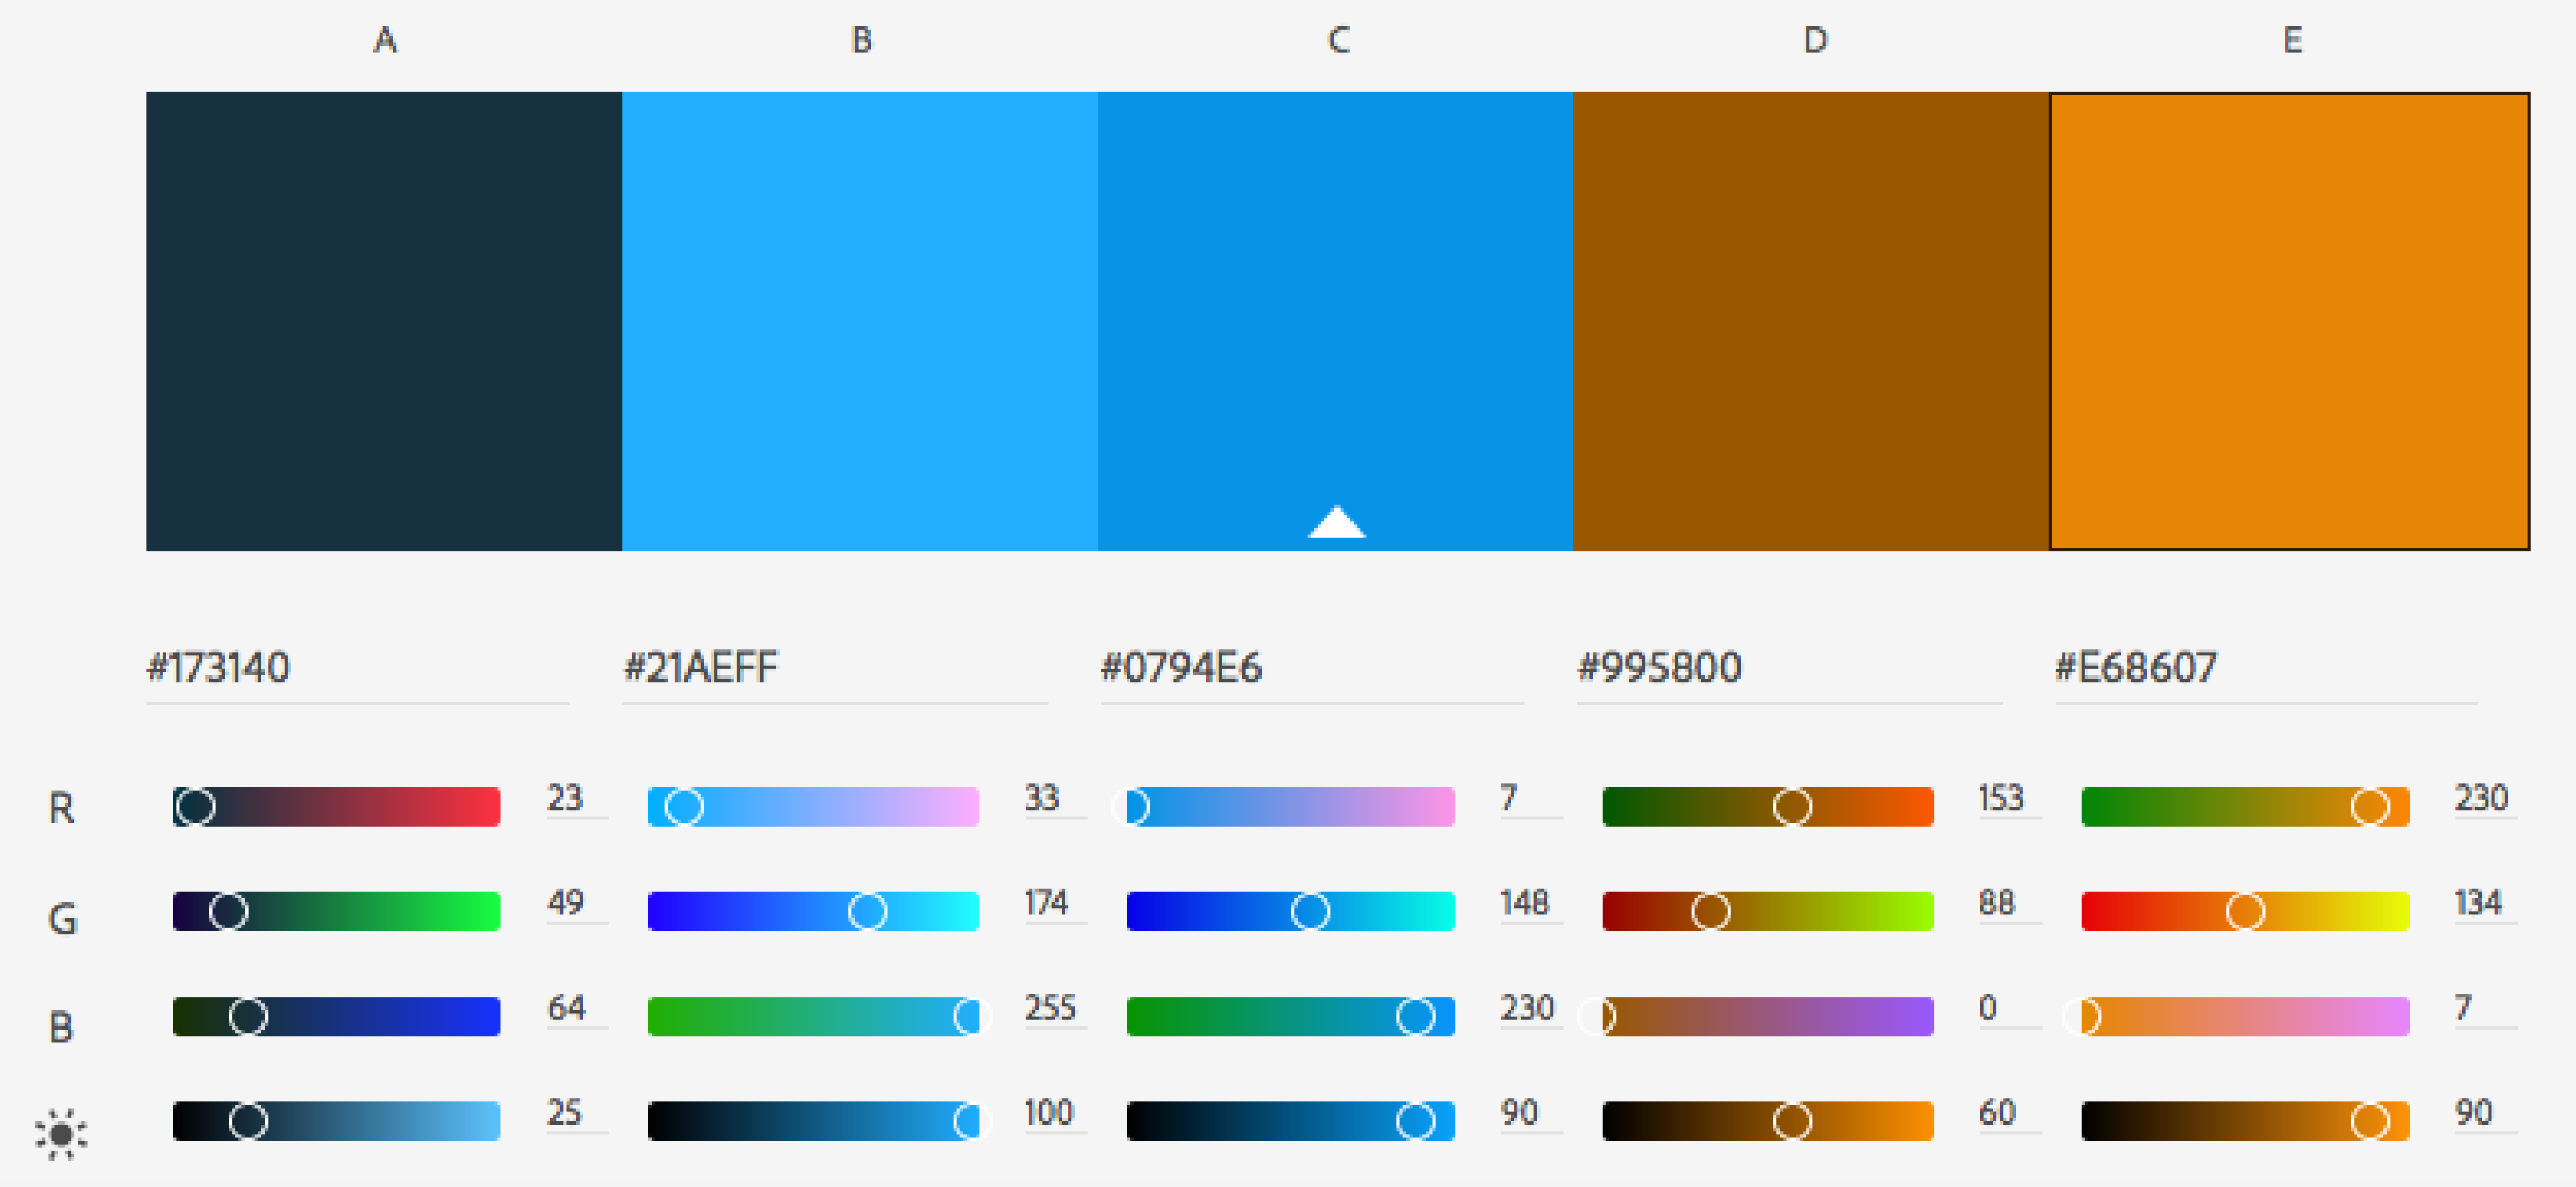 A B C D E
#173140 #21AEFF #0794E6 #995800 #E68607
R 23 33 7 153 230
G 49 174 148 88 134
B 64 255 230 0 7
25 100 90 60 90